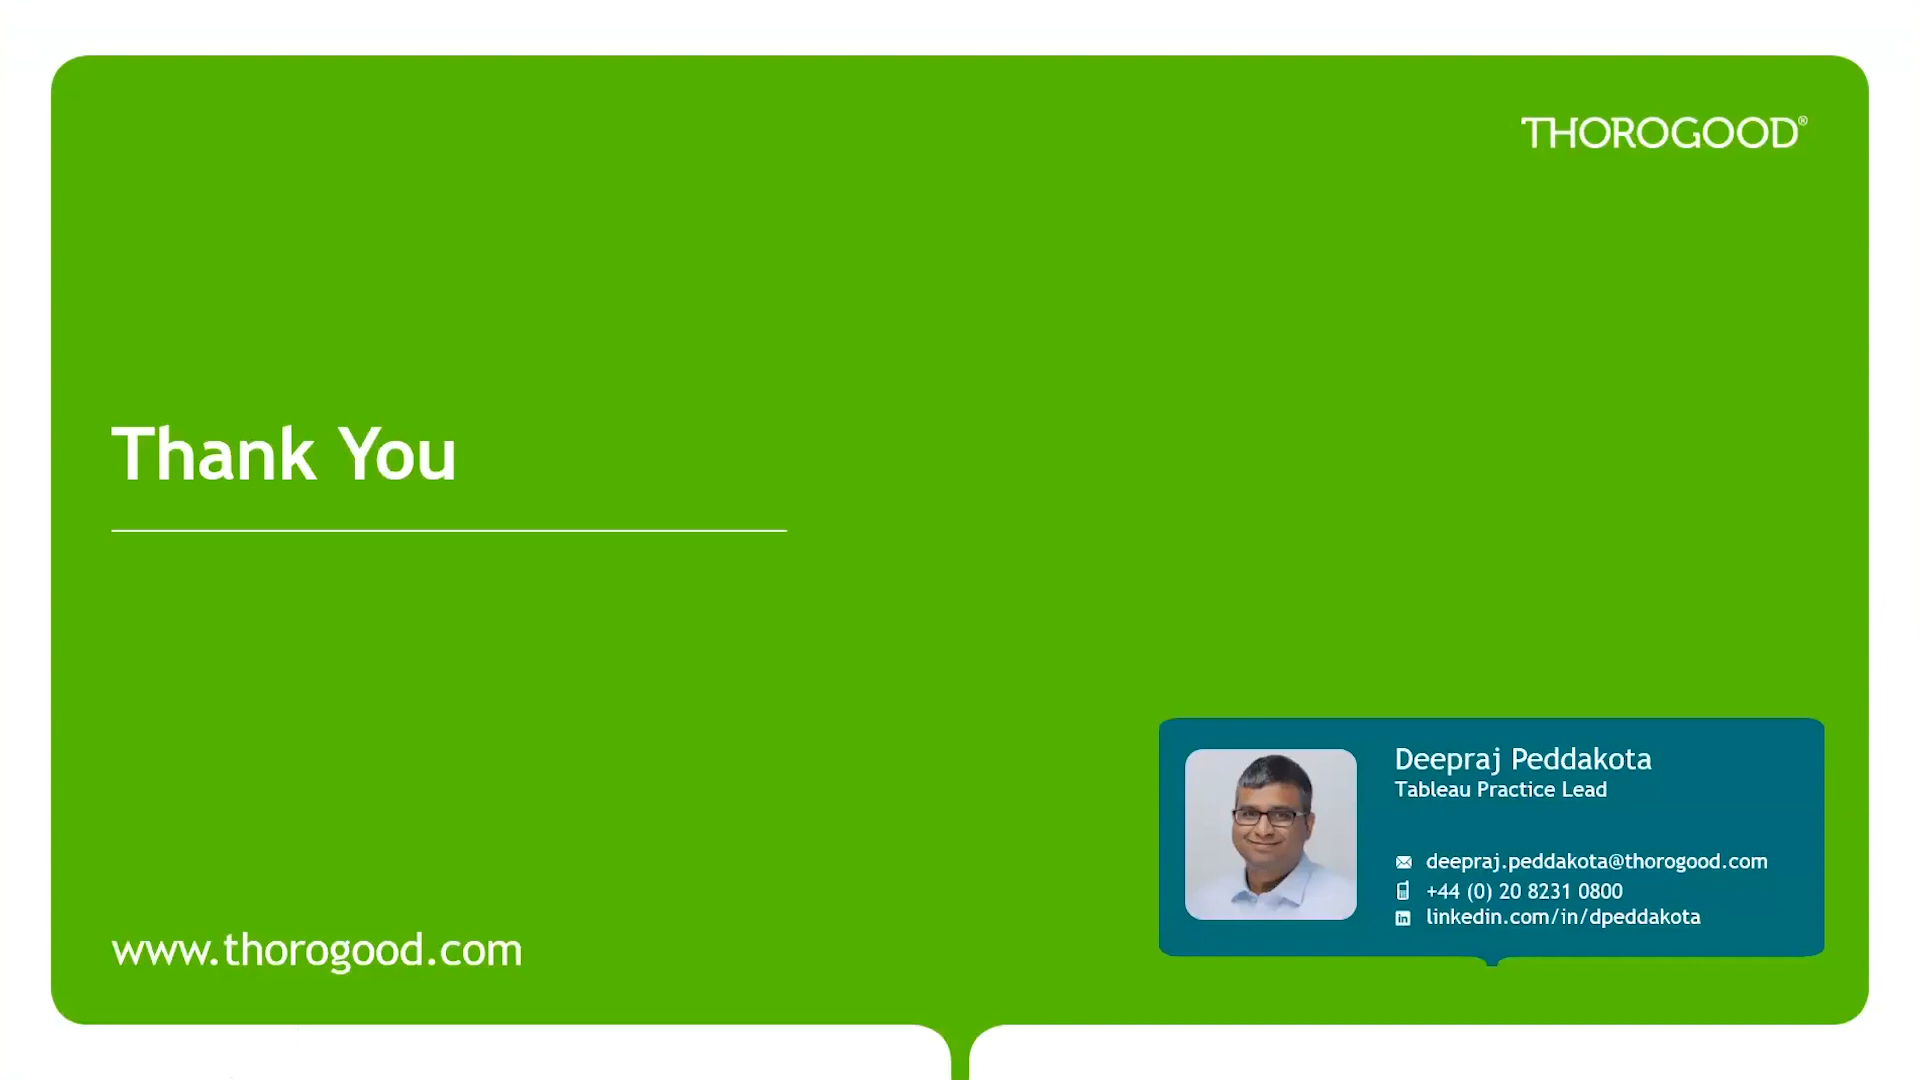 THOROGOOD®
Thank You
www.thorogood.com
Deepraj Peddakota
Tableau Practice Lead
deepraj.peddakota@thorogood.com
+44 (0) 20 8231 0800
linkedin.com/in/dpeddakota